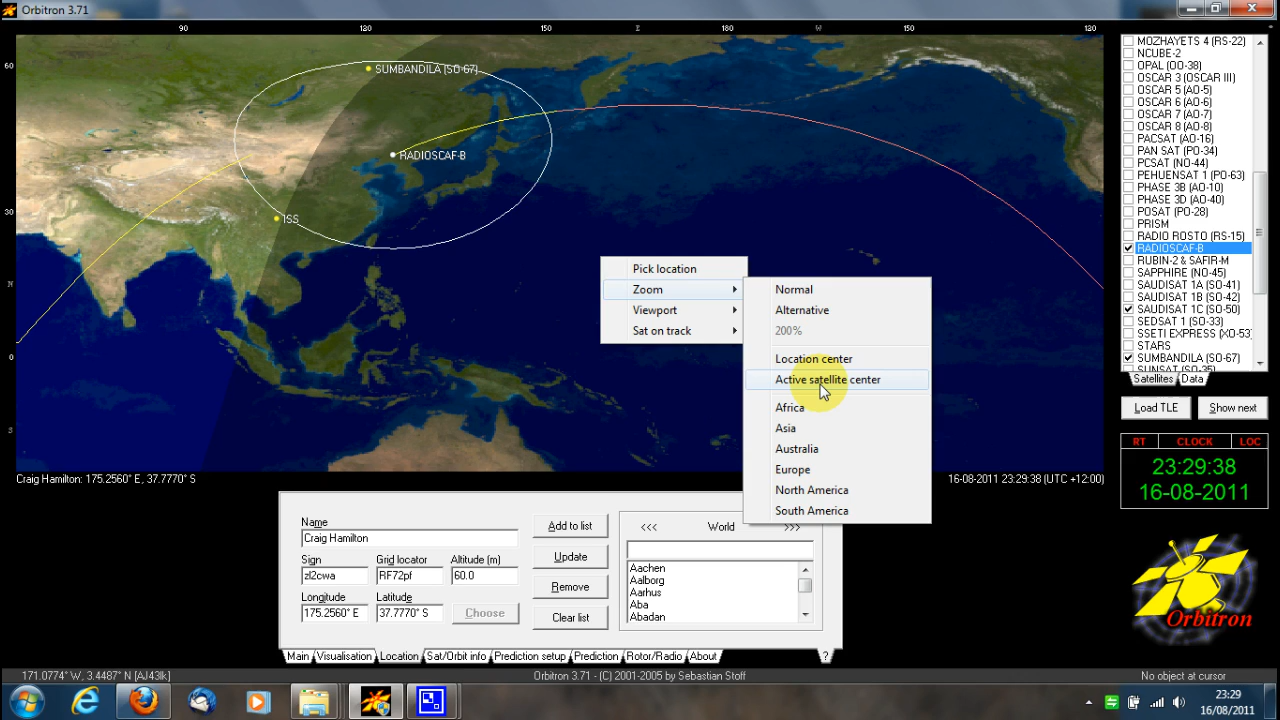 Orbitron 3.71
90 120 150 E 180 W 150 120
60
30
N
0
S
SUMBANDILA (SO-67)
RADIOSCAF-B
ISS
Pick location
Zoom
Viewport
Sat on track
Normal
Alternative
200%
Location center
Active satellite center
Africa
Asia
Australia
Europe
North America
South America
MOZHAYETS 4 (RS-22)
NCUBE-2
OPAL (OO-38)
OSCAR 3 (OSCAR III)
OSCAR 5 (AO-5)
OSCAR 6 (AO-6)
OSCAR 7 (AO-7)
OSCAR 8 (AO-8)
PACSAT (AO-16)
PAN SAT (PO-34)
PCSAT (NO-44)
PEHUENSAT 1 (PO-63)
PHASE 3B (AO-10)
PHASE 3D (AO-40)
POSAT (PO-28)
PRISM
RADIO ROSTO (RS-15)
RADIOSCAF-B
RUBIN-2 & SAFIR-M
SAPPHIRE (NO-45)
SAUDISAT 1A (SO-41)
SAUDISAT 1B (SO-42)
SAUDISAT 1C (SO-50)
SEDSAT 1 (SO-33)
SSETI EXPRESS (XO-53)
STARS
SUMBANDILA (SO-67)
SUNSAT (SO-35)
Satellites Data
Load TLE Show next
RT CLOCK LOC
23:29:38
16-08-2011
Orbitron
Craig Hamilton: 175.2560° E, 37.7770° S
16-08-2011 23:29:38 (UTC +12:00)
Name
Craig Hamilton
Sign Grid locator Altitude (m)
zl2cwa RF72pf 60.0
Longitude Latitude
175.2560° E 37.7770° S Choose
Add to list
Update
Remove
Clear list
<<< World >>>
Aachen
Aalborg
Aarhus
Aba
Abadan
Main Visualisation Location Sat/Orbit info Prediction setup Prediction Rotor/Radio About ?
171.0774° W, 3.4487° N [AJ43lk] Orbitron 3.71 - (C) 2001-2005 by Sebastian Stoff No object at cursor
23:29
16/08/2011